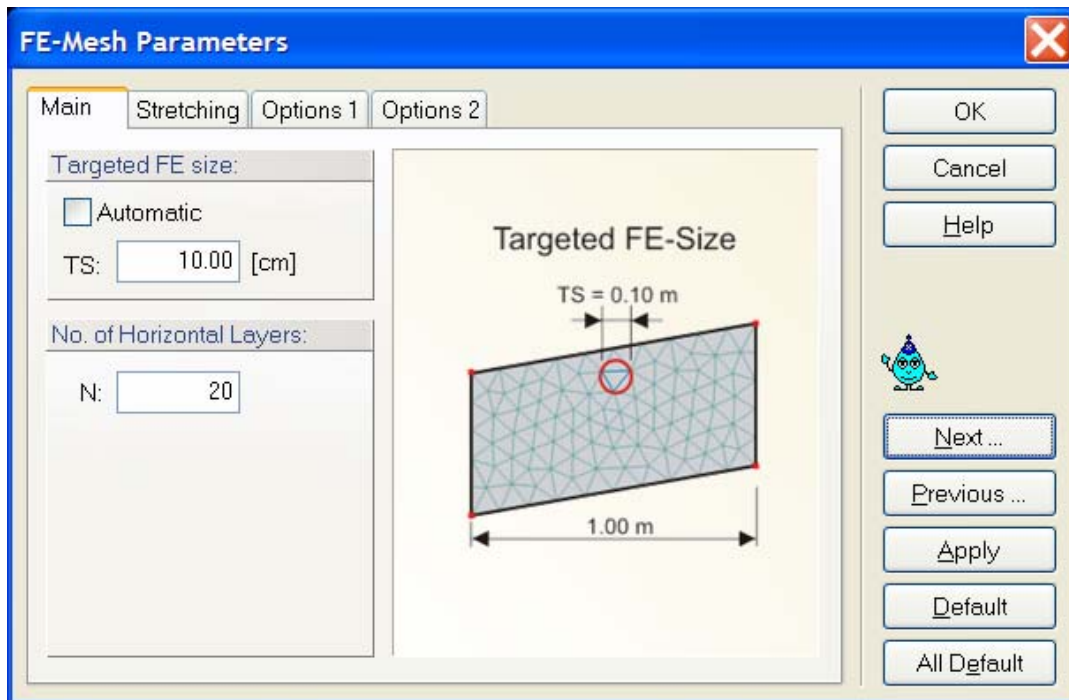 FE-Mesh Parameters
Main
Stretching
Options 1
Options 2
Targeted FE size:
Automatic
TS: 10.00 [cm]
No. of Horizontal Layers:
N: 20
Targeted FE-Size
TS = 0.10 m
1.00 m
OK
Cancel
Help
Next ...
Previous ...
Apply
Default
All Default